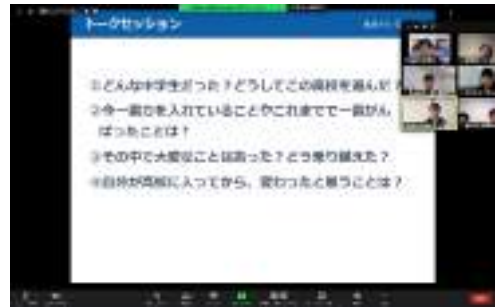 トークセッション
①どんな中学生だった？どうしてこの高校を選んだ？
②今一番力を入れていることやこれまでで一番がん
ばったことは？
③その中で大変なことはあった？どう乗り越えた？
④自分が高校に入ってから、変わったと思うことは？